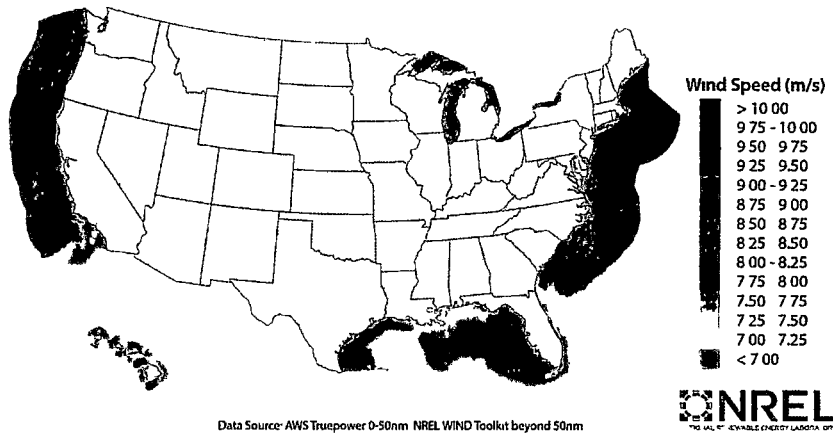 Wind Speed (m/s)
> 10 00
9 75 - 10 00
9 50 9 75
9 25 9.50
9 00 - 9 25
8 75 9 00
8 50 8 75
8 25 8.50
8 00 - 8.25
7 75 8 00
7.50 7 75
7 25 7.50
7 00 7.25
< 7 00
NREL
Data Source: AWS Truepower 0-50nm NREL WIND Toolkit beyond 50nm